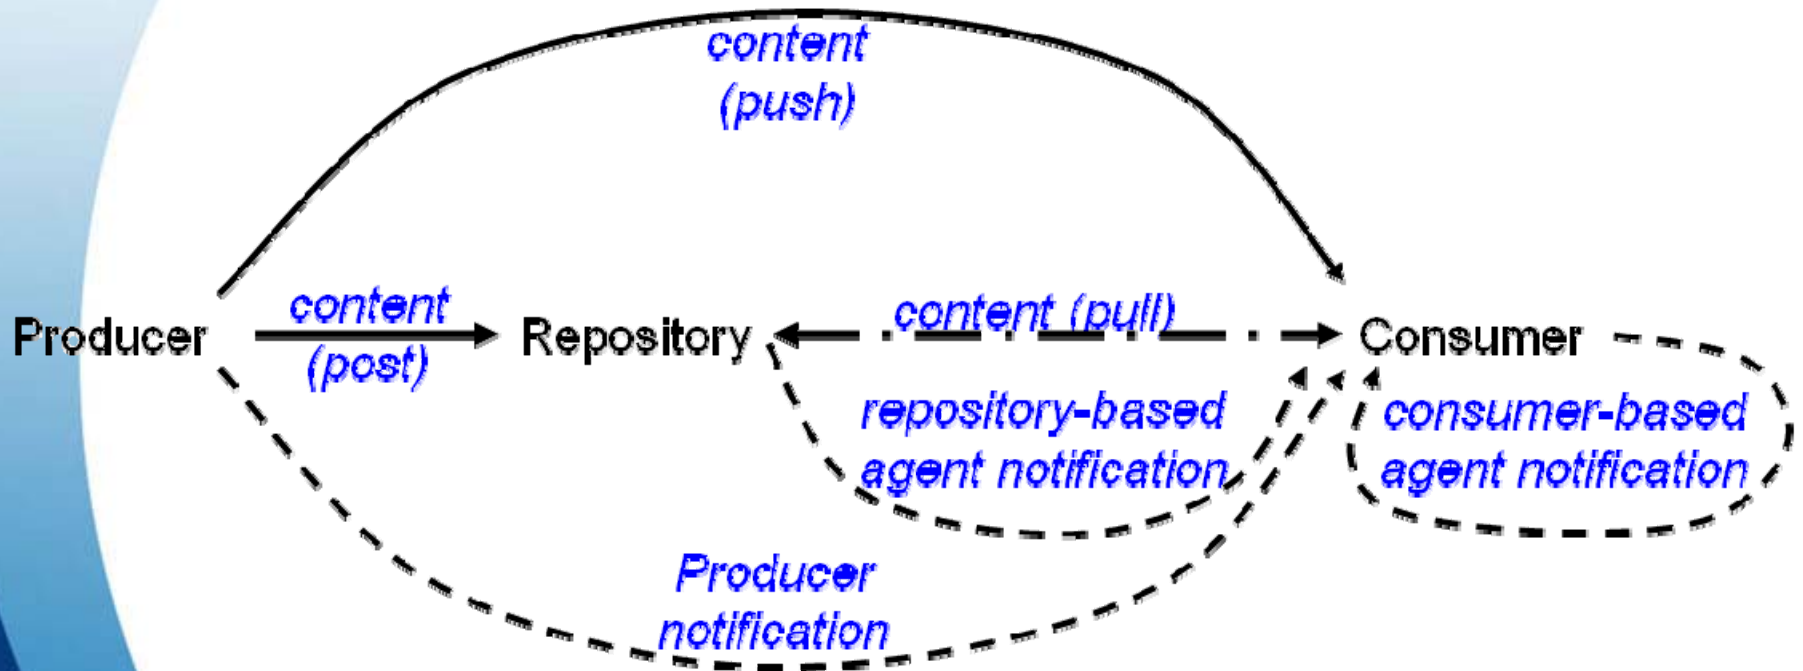 content
(push)
content
(post)
Producer
Repository
content (pull)
Consumer
repository-based
agent notification
consumer-based
agent notification
Producer
notification